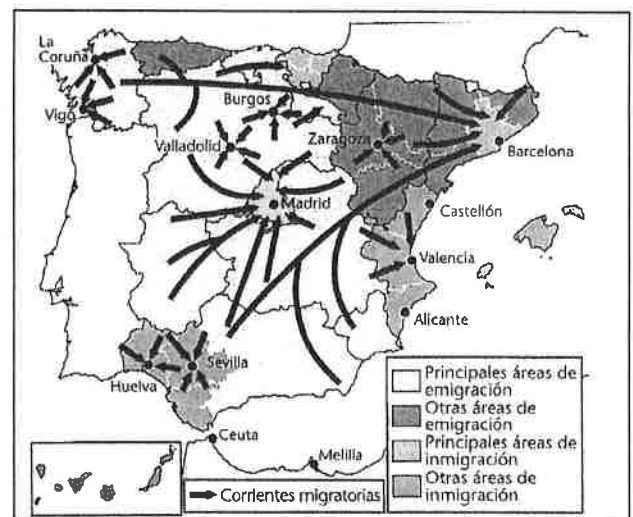 La
Coruña
Vigo
Burgos
Valladolid
Zaragoza
Barcelona
Madrid
Castellón
Valencia
Alicante
Sevilla
Huelva
Ceuta
Melilla
Principales áreas de
emigración
Otras áreas de
emigración
Principales áreas de
inmigración
Otras áreas de
inmigración
Corrientes migratorias